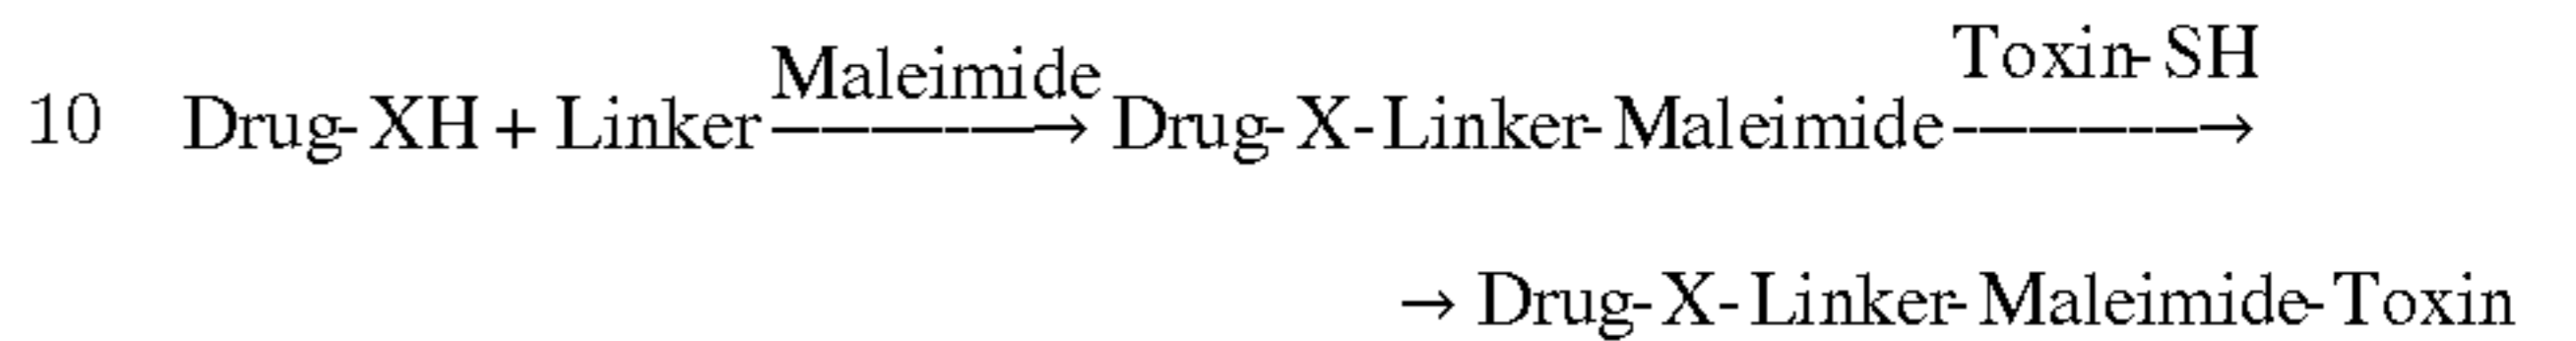 Maleimide Toxin-SH
10 Drug-XH + Linker --------→ Drug-X-Linker-Maleimide --------→
→ Drug-X-Linker-Maleimide-Toxin